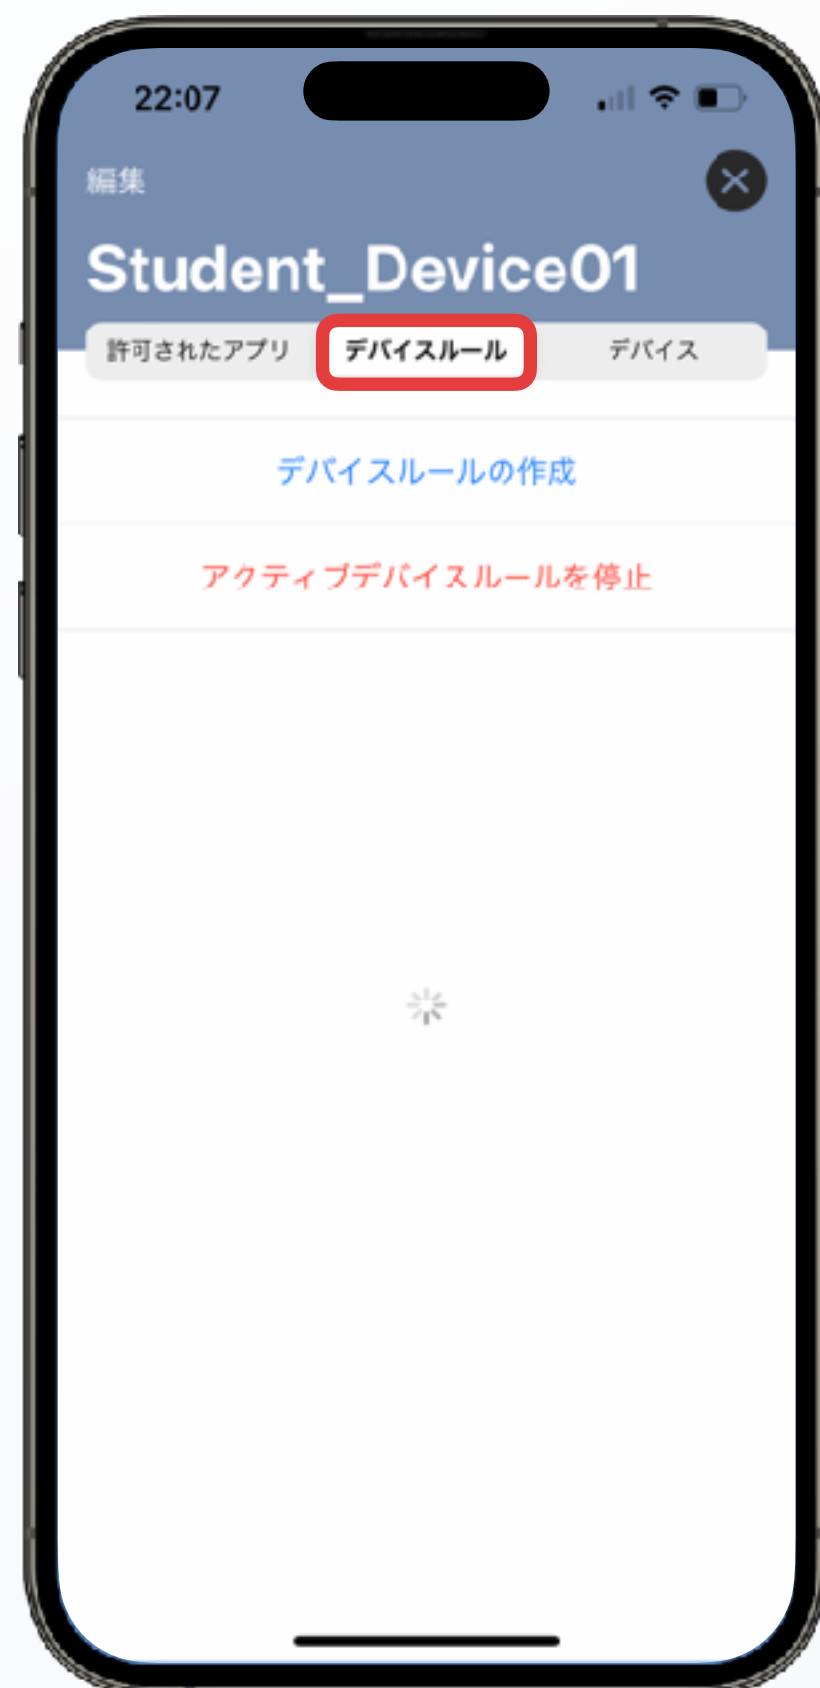 22:07
編集
Student_Device01
許可されたアプリ
デバイスルール
デバイス
デバイスルールの作成
アクティブデバイスルールを停止